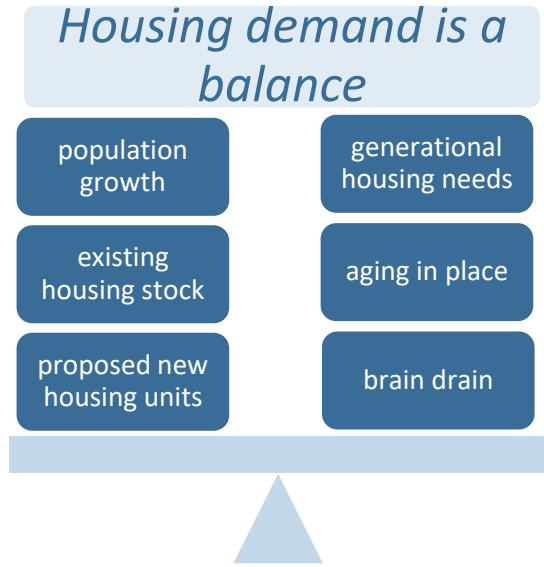 Housing demand is a
balance
population
growth
existing
housing stock
proposed new
housing units
generational
housing needs
aging in place
brain drain